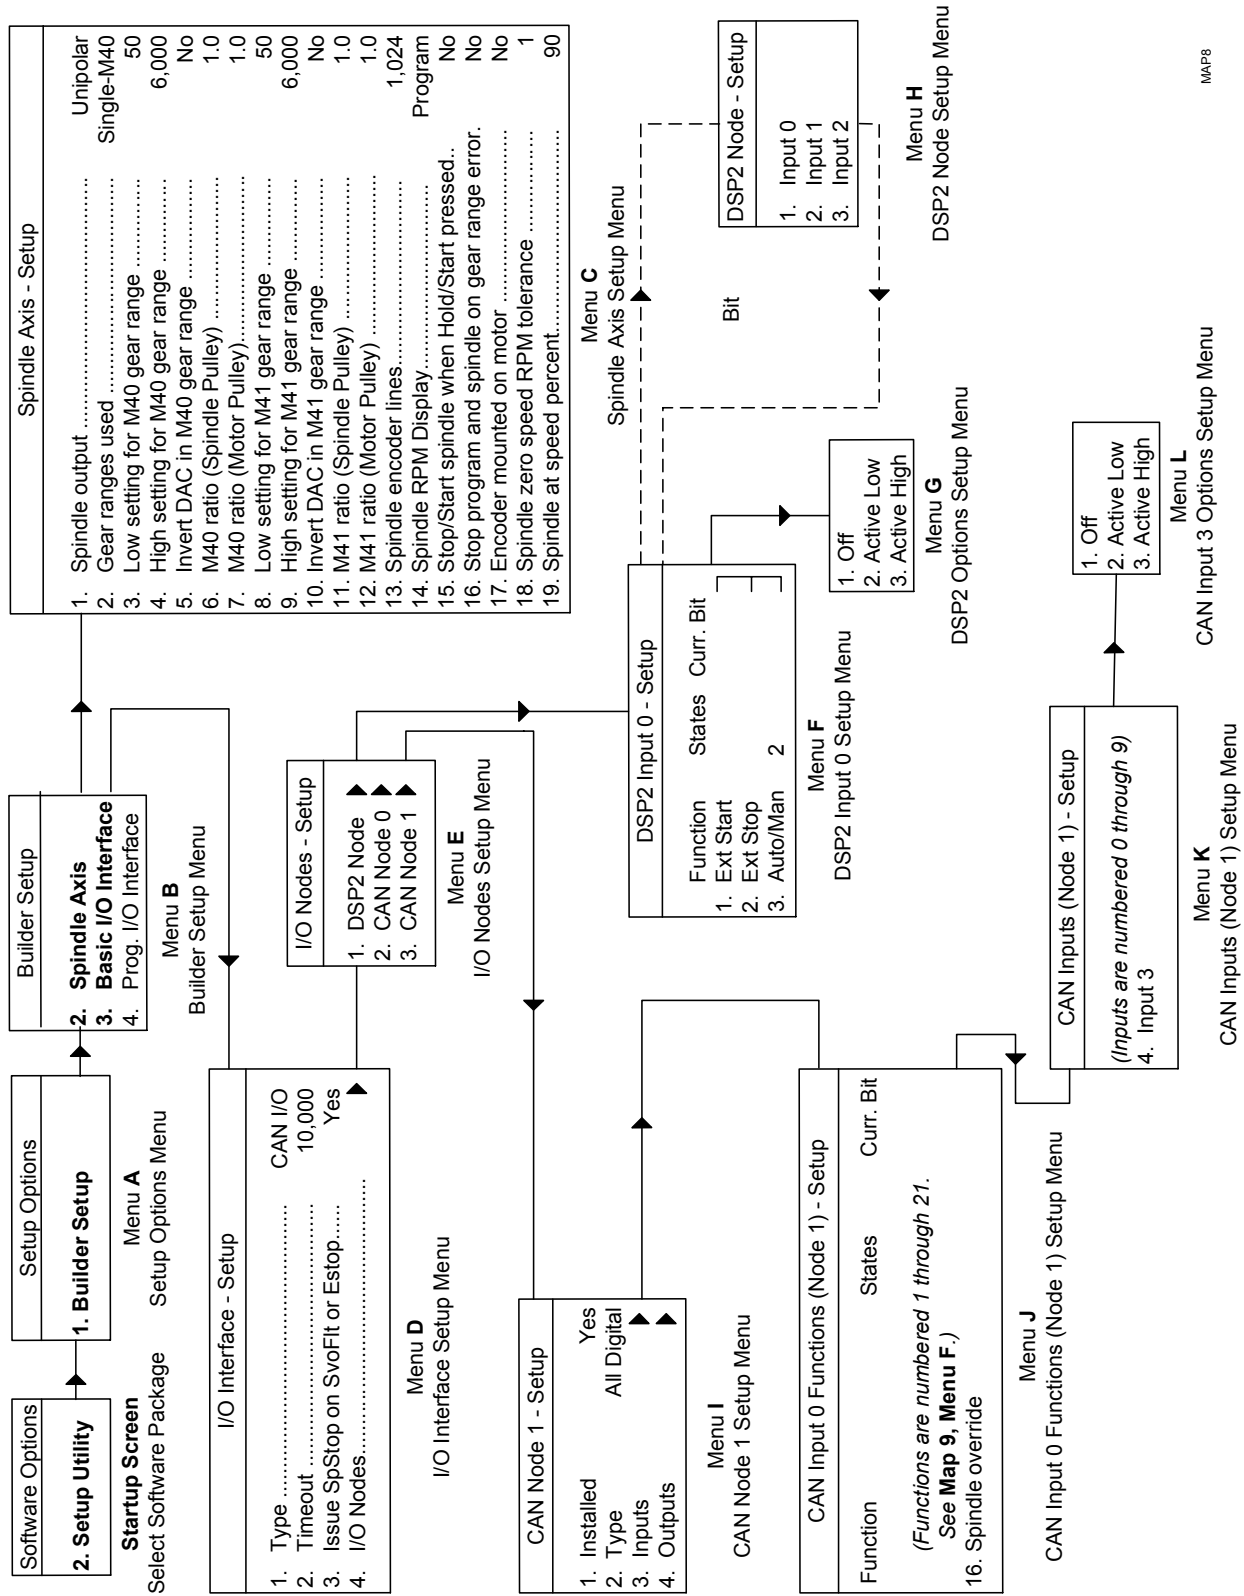 Software Options
2. Setup Utility
Startup Screen
Select Software Package
Setup Options
1. Builder Setup
Menu A
Setup Options Menu
Builder Setup
2. Spindle Axis
3. Basic I/O Interface
4. Prog. I/O Interface
Menu B
Builder Setup Menu
Spindle Axis - Setup
1. Spindle output ................ Unipolar
2. Gear ranges used ................ Single-M40
3. Low setting for M40 gear range ................ 50
4. High setting for M40 gear range ................ 6,000
5. Invert DAC in M40 gear range ................ No
6. M40 ratio (Spindle Pulley) ................ 1.0
7. M40 ratio (Motor Pulley) ................ 1.0
8. Low setting for M41 gear range ................ 50
9. High setting for M41 gear range ................ 6,000
10. Invert DAC in M41 gear range ................ No
11. M41 ratio (Spindle Pulley) ................ 1.0
12. M41 ratio (Motor Pulley) ................ 1.0
13. Spindle encoder lines ................ 1,024
14. Spindle RPM Display ................ Program
15. Stop/Start spindle when Hold/Start pressed.. No
16. Stop program and spindle on gear range error. No
17. Encoder mounted on motor ................ No
18. Spindle zero speed RPM tolerance ................ 1
19. Spindle at speed percent ................ 90
Menu C
Spindle Axis Setup Menu
I/O Interface - Setup
1. Type ................ CAN I/O
2. Timeout ................ 10,000
3. Issue SpStop on SvoFlt or Estop...... Yes
4. I/O Nodes ................
Menu D
I/O Interface Setup Menu
I/O Nodes - Setup
1. DSP2 Node
2. CAN Node 0
3. CAN Node 1
Menu E
I/O Nodes Setup Menu
DSP2 Input 0 - Setup
Function States Curr. Bit
1. Ext Start
2. Ext Stop
3. Auto/Man 2
Menu F
DSP2 Input 0 Setup Menu
1. Off
2. Active Low
3. Active High
Menu G
DSP2 Options Setup Menu
Bit
DSP2 Node - Setup
1. Input 0
2. Input 1
3. Input 2
Menu H
DSP2 Node Setup Menu
CAN Node 1 - Setup
1. Installed Yes
2. Type All Digital
3. Inputs
4. Outputs
Menu I
CAN Node 1 Setup Menu
CAN Input 0 Functions (Node 1) - Setup
Function States Curr. Bit
(Functions are numbered 1 through 21.
See Map 9, Menu F.)
16. Spindle override
Menu J
CAN Input 0 Functions (Node 1) Setup Menu
CAN Inputs (Node 1) - Setup
(Inputs are numbered 0 through 9)
4. Input 3
Menu K
CAN Inputs (Node 1) Setup Menu
1. Off
2. Active Low
3. Active High
Menu L
CAN Input 3 Options Setup Menu
MAP8